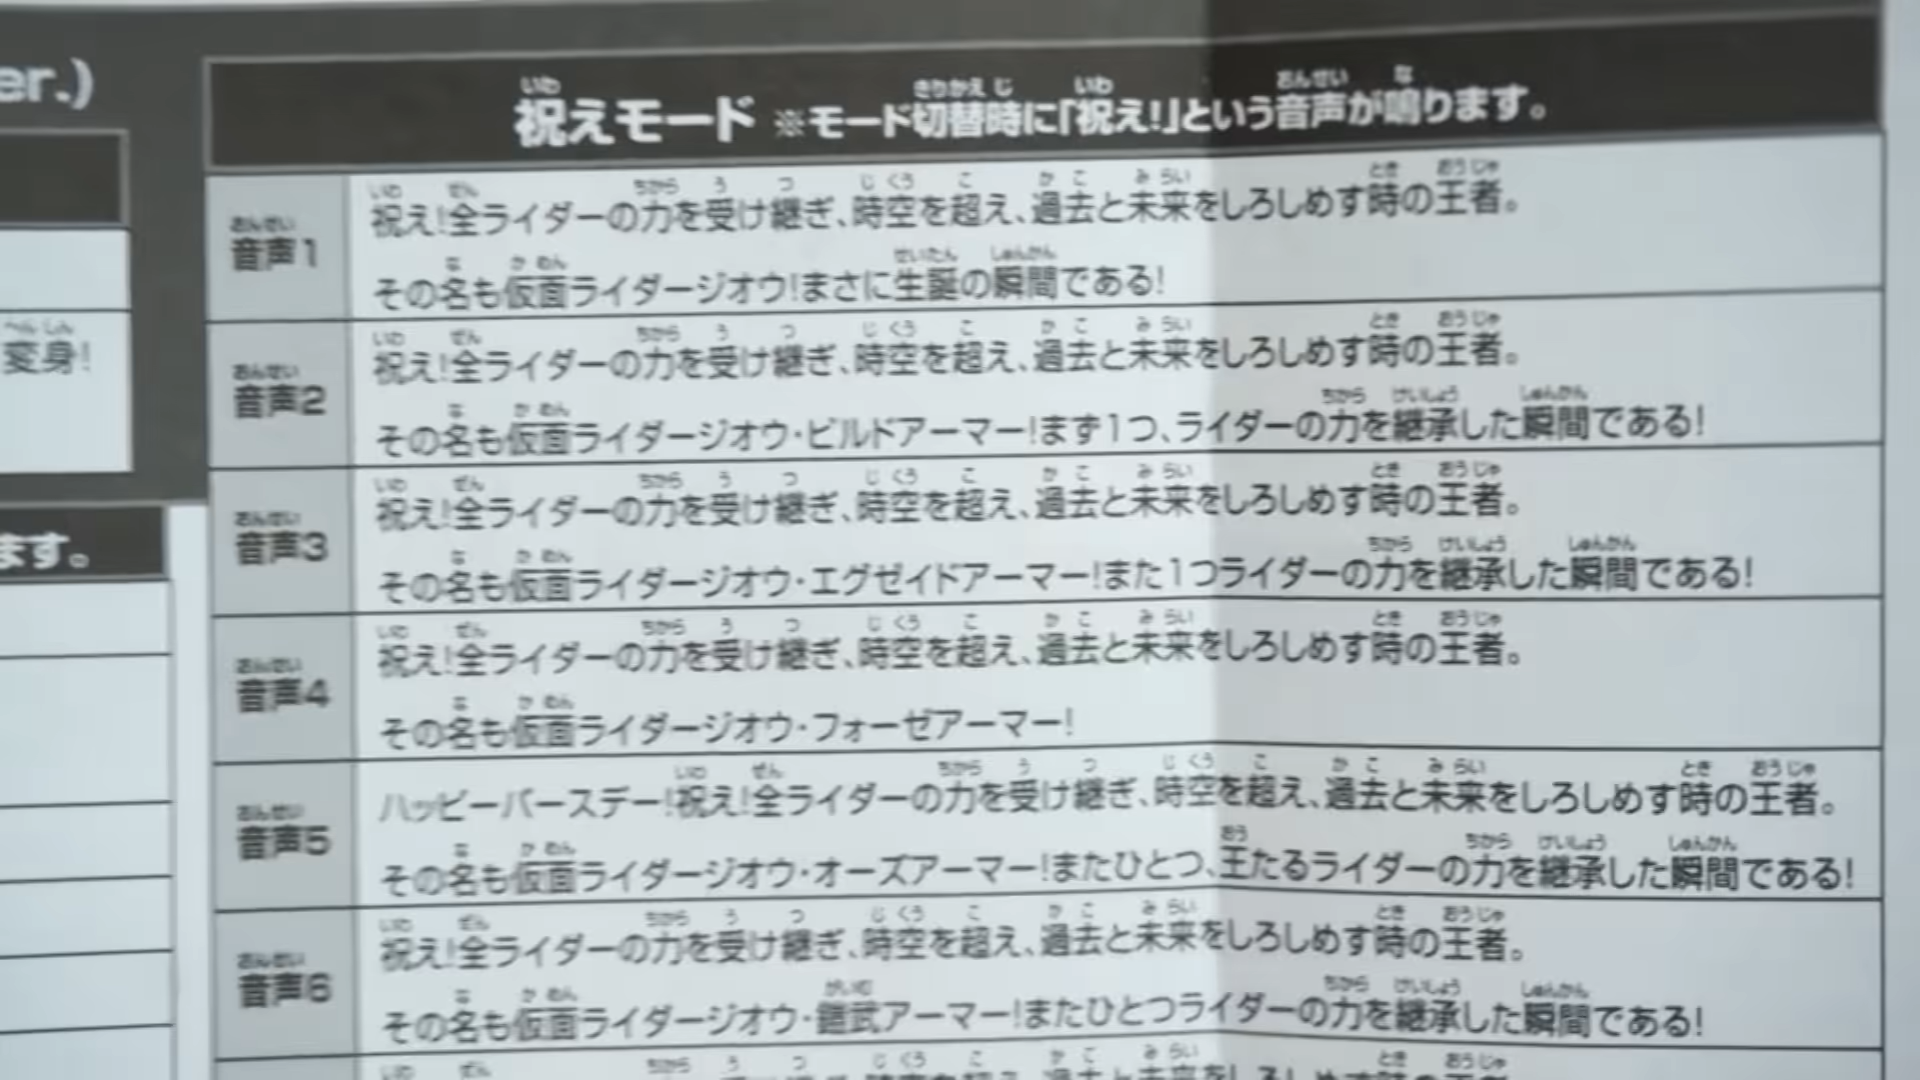 er.)
変身!
ます。
祝えモード ※モード切替時に「祝え!」という音声が鳴ります。
音声1
祝え!全ライダーの力を受け継ぎ、時空を超え、過去と未来をしろしめす時の王者。
その名も仮面ライダージオウ!まさに生誕の瞬間である!
音声2
祝え!全ライダーの力を受け継ぎ、時空を超え、過去と未来をしろしめす時の王者。
その名も仮面ライダージオウ・ビルドアーマー!まず1つ、ライダーの力を継承した瞬間である!
音声3
祝え!全ライダーの力を受け継ぎ、時空を超え、過去と未来をしろしめす時の王者。
その名も仮面ライダージオウ・エグゼイドアーマー!また1つライダーの力を継承した瞬間である!
音声4
祝え!全ライダーの力を受け継ぎ、時空を超え、過去と未来をしろしめす時の王者。
その名も仮面ライダージオウ・フォーゼアーマー!
音声5
ハッピーバースデー!祝え!全ライダーの力を受け継ぎ、時空を超え、過去と未来をしろしめす時の王者。
その名も仮面ライダージオウ・オーズアーマー!またひとつ、王たるライダーの力を継承した瞬間である!
音声6
祝え!全ライダーの力を受け継ぎ、時空を超え、過去と未来をしろしめす時の王者。
その名も仮面ライダージオウ・鎧武アーマー!またひとつライダーの力を継承した瞬間である!